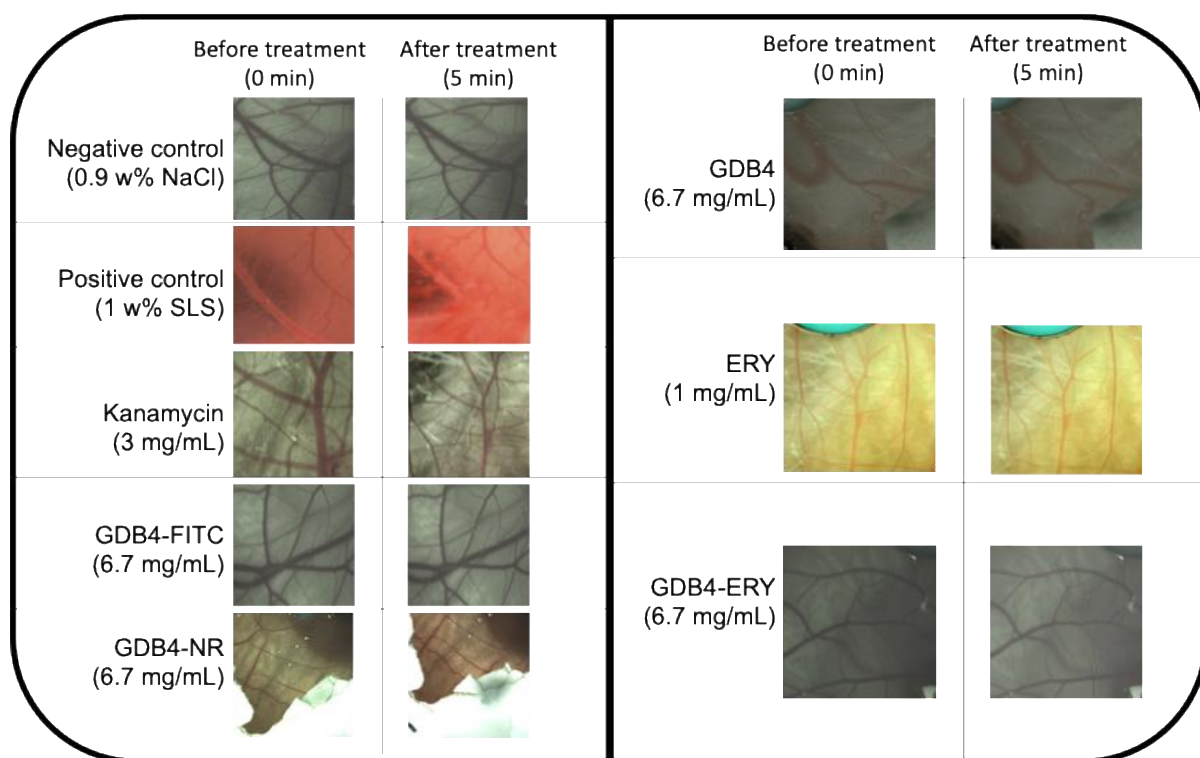 Before treatment
(0 min)
After treatment
(5 min)
Negative control
(0.9 w% NaCl)
Positive control
(1 w% SLS)
Kanamycin
(3 mg/mL)
GDB4-FITC
(6.7 mg/mL)
GDB4-NR
(6.7 mg/mL)
Before treatment
(0 min)
After treatment
(5 min)
GDB4
(6.7 mg/mL)
ERY
(1 mg/mL)
GDB4-ERY
(6.7 mg/mL)